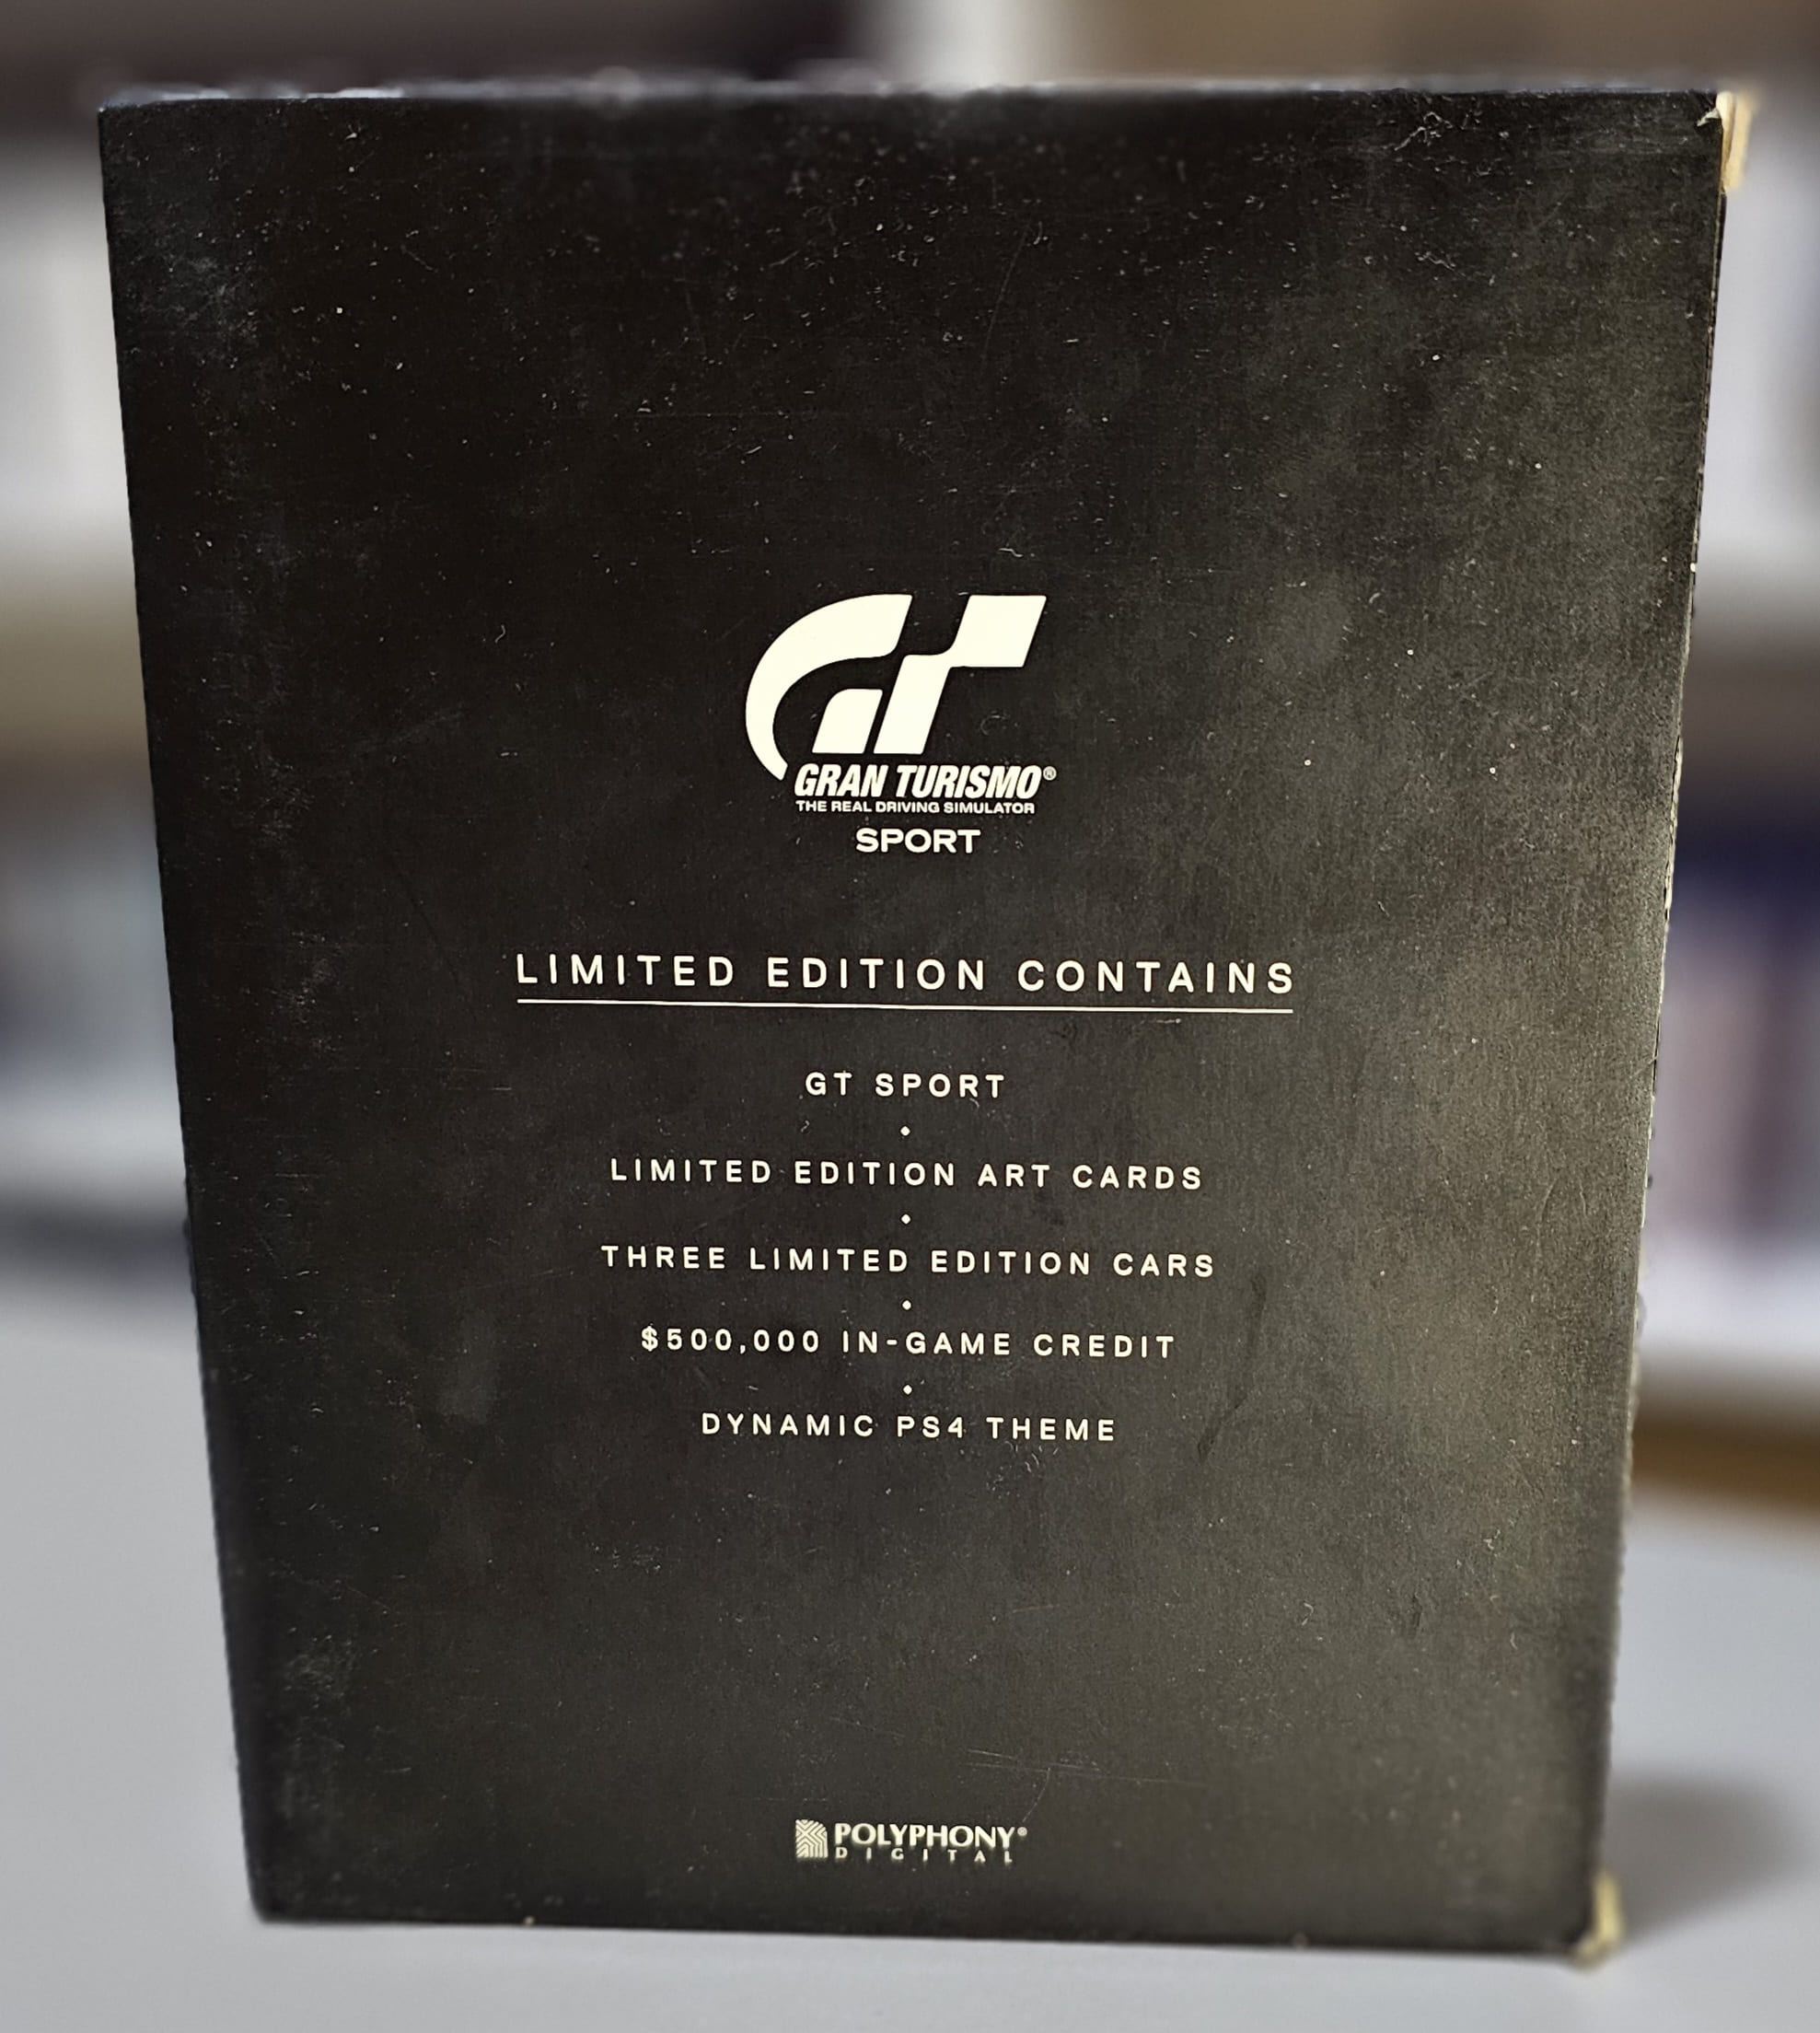 GT
GRAN TURISMO®
THE REAL DRIVING SIMULATOR
SPORT
LIMITED EDITION CONTAINS
GT SPORT
•
LIMITED EDITION ART CARDS
•
THREE LIMITED EDITION CARS
•
$500,000 IN-GAME CREDIT
•
DYNAMIC PS4 THEME
POLYPHONY®
DIGITAL